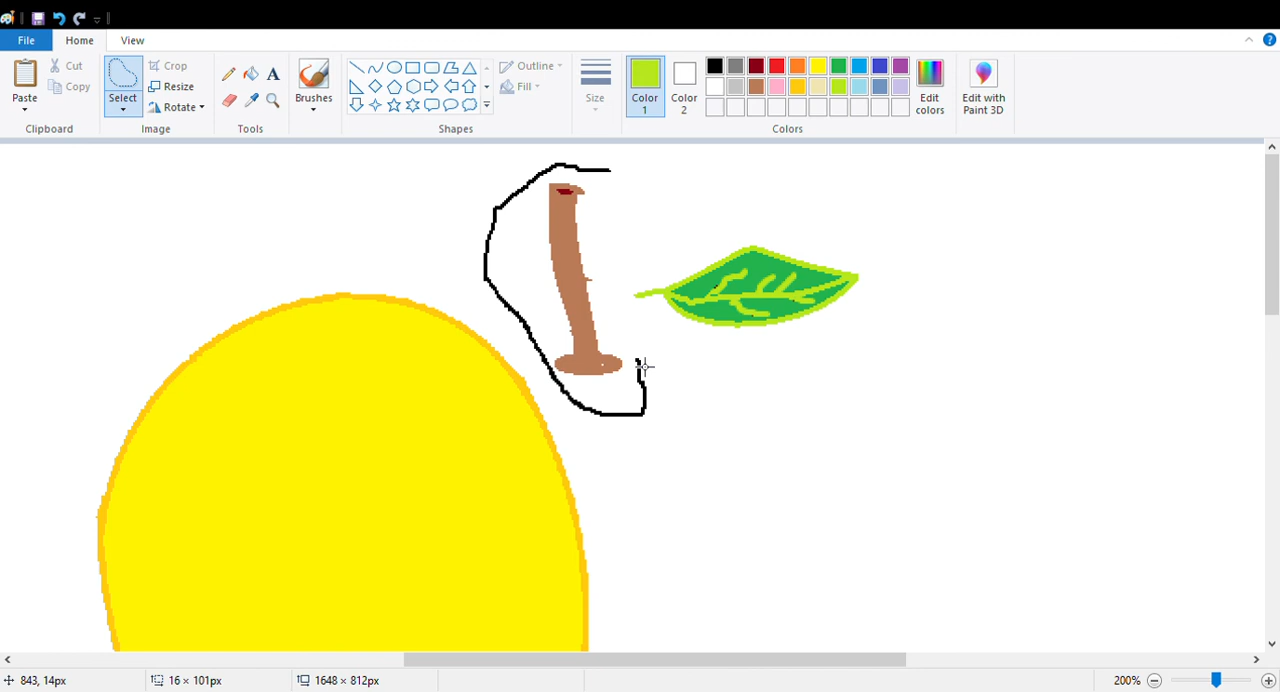 File Home View
Paste
Cut
Copy
Clipboard
Select
Crop
Resize
Rotate
Image
A
Tools
Brushes
Outline
Fill
Shapes
Size
Color 1
Color 2
Edit colors
Colors
Edit with Paint 3D
?
843, 14px 16 × 101px 1648 × 812px 200%